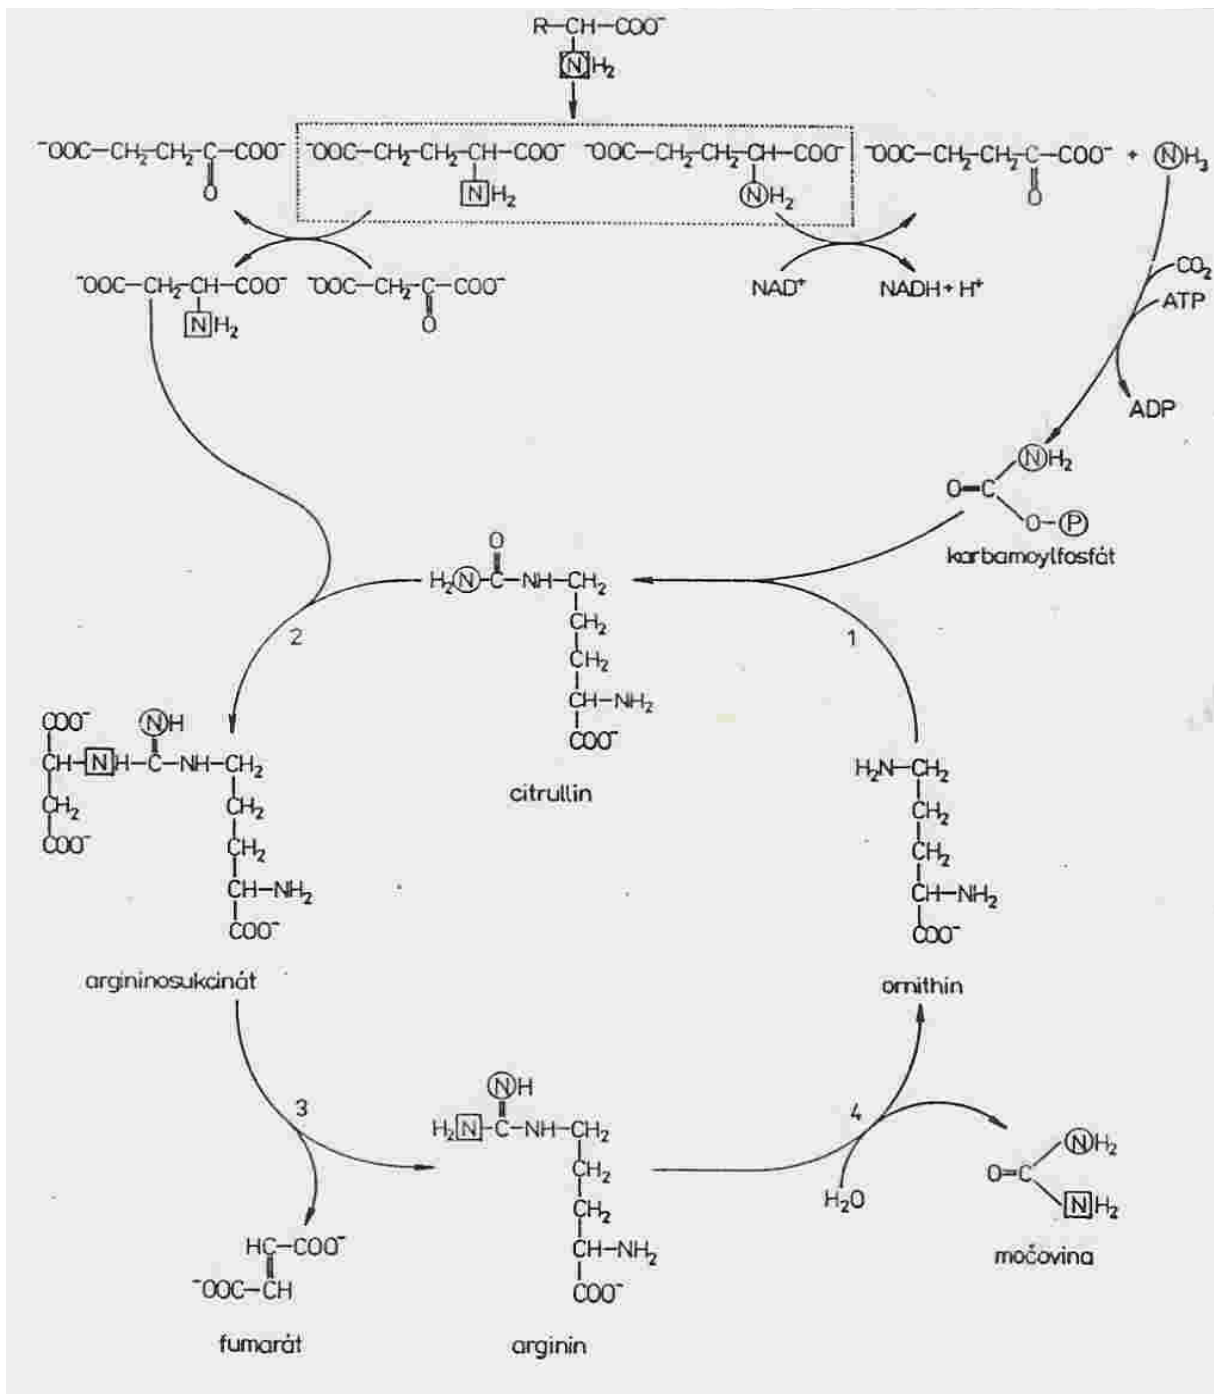 R–CH–COO⁻
NH₂
⁻OOC–CH₂–CH₂–C–COO⁻ ⁻OOC–CH₂–CH₂–CH–COO⁻ ⁻OOC–CH₂–CH₂–CH–COO⁻ ⁻OOC–CH₂–CH₂–C–COO⁻ + NH₃
O NH₂ NH₂ O
⁻OOC–CH₂–CH–COO⁻ ⁻OOC–CH₂–C–COO⁻ NAD⁺ NADH + H⁺ CO₂
NH₂ O ATP
ADP
NH₂
O=C
O–P
karbamoylfosfát
O
H₂N–C–NH–CH₂
CH₂
2 1
CH₂
CH–NH₂
COO⁻
citrullin
COO⁻ NH
CH–NH–C–NH–CH₂
CH₂ CH₂
COO⁻ CH₂
CH–NH₂
COO⁻
argininosukcinát
H₂N–CH₂
CH₂
CH₂
CH–NH₂
COO⁻
ornithin
3
NH
H₂N–C–NH–CH₂
CH₂
CH₂
CH–NH₂
COO⁻
arginin
4
H₂O
NH₂
O=C
NH₂
močovina
HC–COO⁻
⁻OOC–CH
fumarát